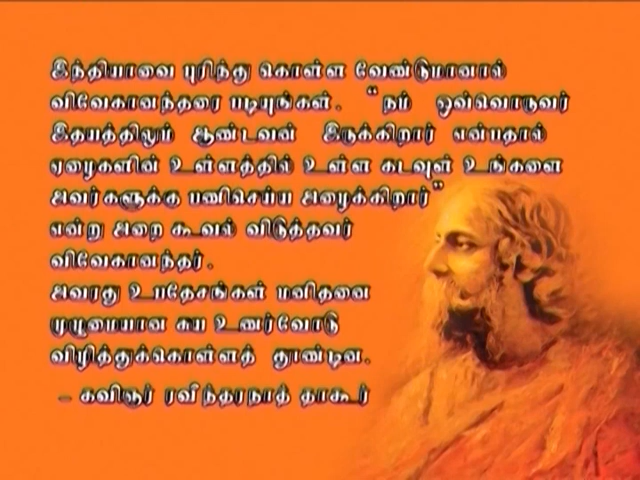 இந்தியாவை புரிந்து கொள்ள வேண்டுமானால்
விவேகானந்தரை படியுங்கள். “நம் ஒவ்வொருவர்
இதயத்திலும் ஆண்டவன் இருக்கிறார் என்பதால்
ஏழைகளின் உள்ளத்தில் உள்ள கடவுள் உங்களை
அவர்களுக்கு பணிசெய்ய அழைக்கிறார்”
என்று அறை கூவல் விடுத்தவர்
விவேகானந்தர்.
அவரது உபதேசங்கள் மனிதனை
முழுமையான சுய உணர்வோடு
விழித்துக்கொள்ளத் தூண்டின.
– கவிஞர் ரவீந்தரநாத் தாகூர்